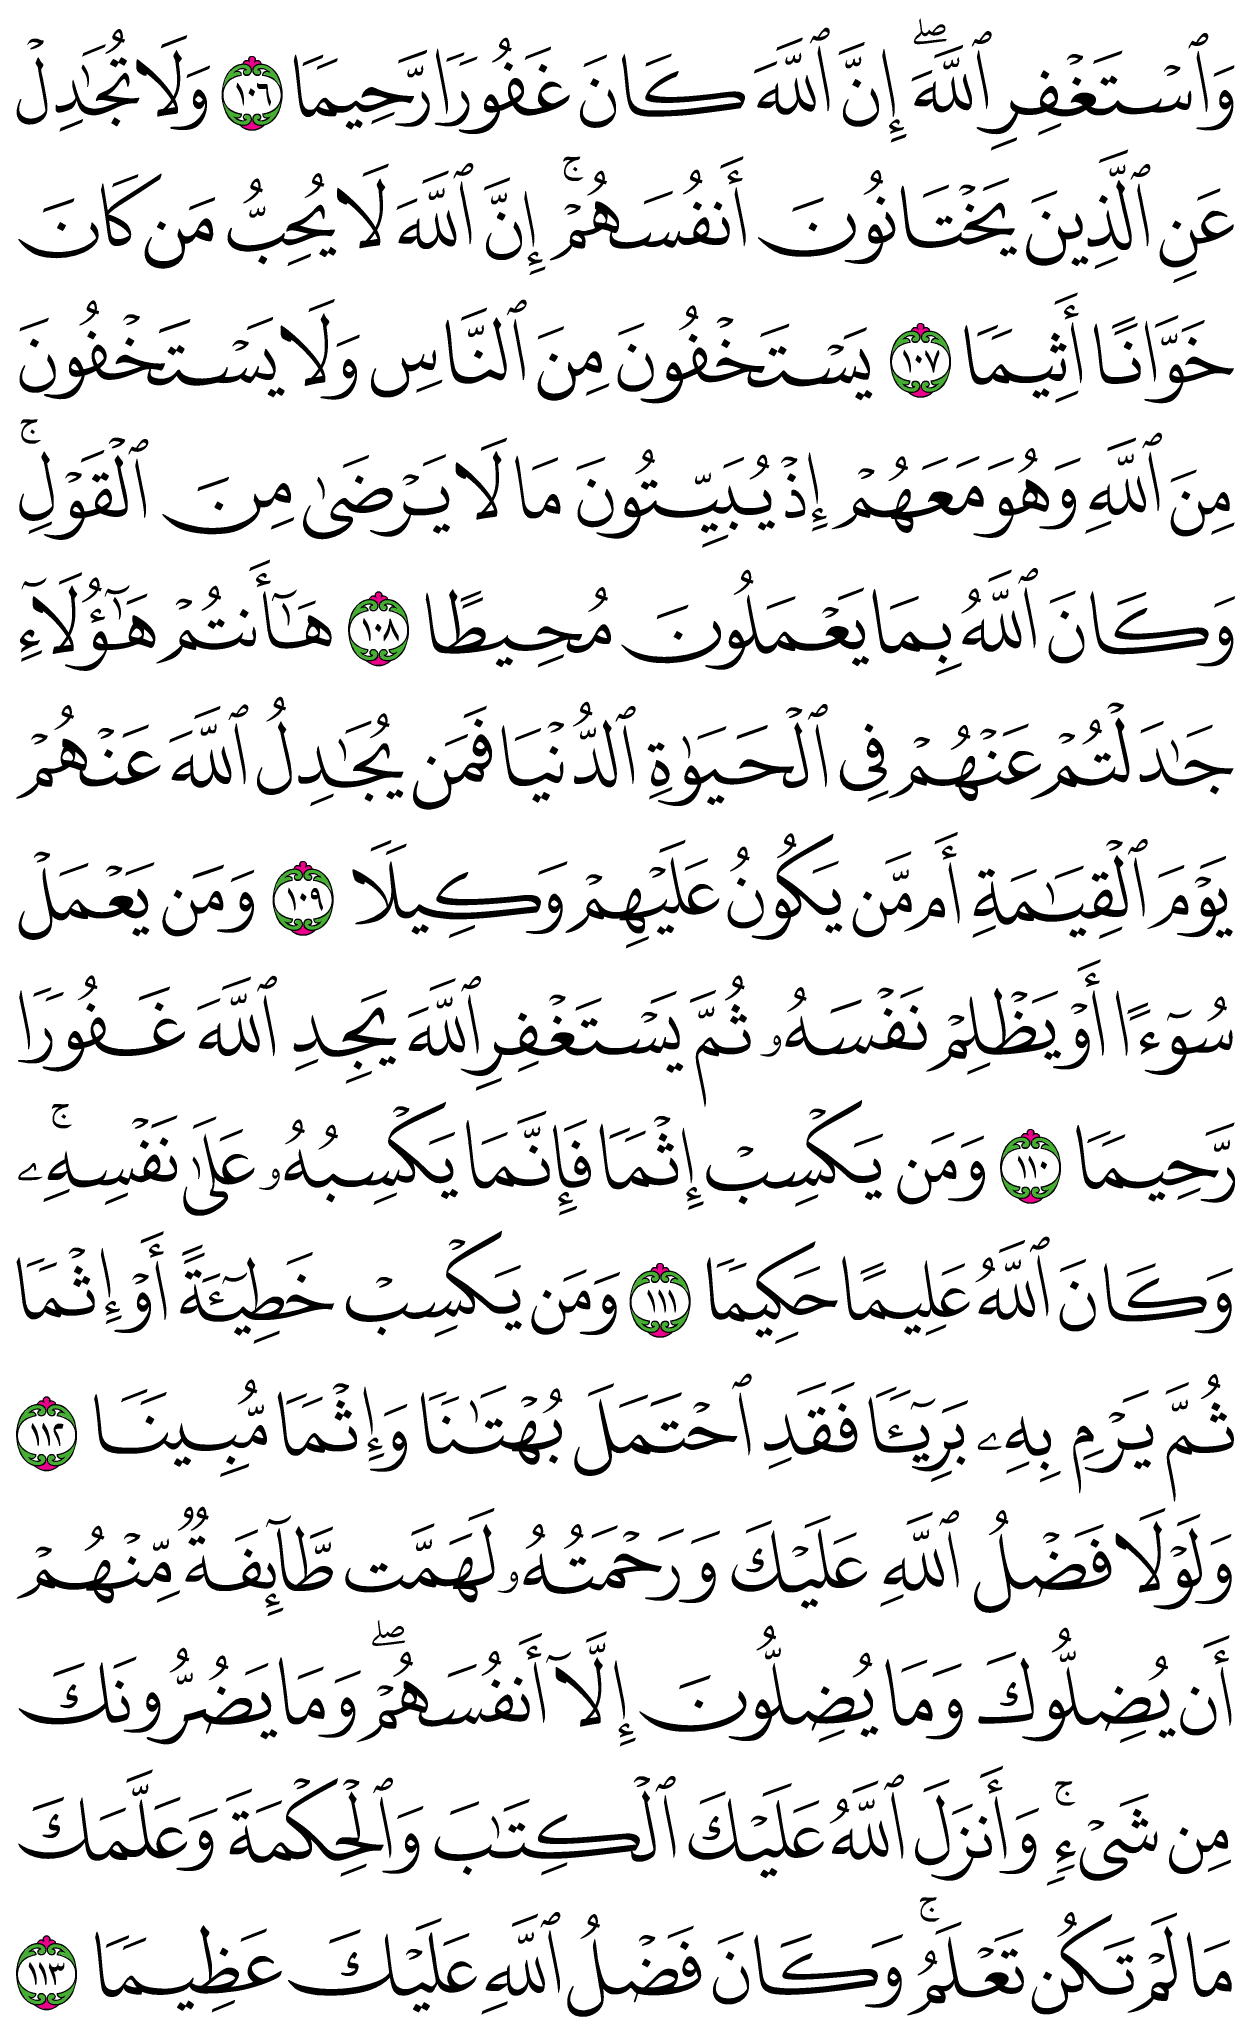 وَٱسۡتَغۡفِرِ ٱللَّهَۖ إِنَّ ٱللَّهَ كَانَ غَفُورٗا رَّحِيمٗا ١٠٦ وَلَا تُجَٰدِلۡ
عَنِ ٱلَّذِينَ يَخۡتَانُونَ أَنفُسَهُمۡۚ إِنَّ ٱللَّهَ لَا يُحِبُّ مَن كَانَ
خَوَّانًا أَثِيمٗا ١٠٧ يَسۡتَخۡفُونَ مِنَ ٱلنَّاسِ وَلَا يَسۡتَخۡفُونَ
مِنَ ٱللَّهِ وَهُوَ مَعَهُمۡ إِذۡ يُبَيِّتُونَ مَا لَا يَرۡضَىٰ مِنَ ٱلۡقَوۡلِۚ
وَكَانَ ٱللَّهُ بِمَا يَعۡمَلُونَ مُحِيطًا ١٠٨ هَٰٓأَنتُمۡ هَٰٓؤُلَآءِ
جَٰدَلۡتُمۡ عَنۡهُمۡ فِي ٱلۡحَيَوٰةِ ٱلدُّنۡيَا فَمَن يُجَٰدِلُ ٱللَّهَ عَنۡهُمۡ
يَوۡمَ ٱلۡقِيَٰمَةِ أَم مَّن يَكُونُ عَلَيۡهِمۡ وَكِيلٗا ١٠٩ وَمَن يَعۡمَلۡ
سُوٓءًا أَوۡ يَظۡلِمۡ نَفۡسَهُۥ ثُمَّ يَسۡتَغۡفِرِ ٱللَّهَ يَجِدِ ٱللَّهَ غَفُورٗا
رَّحِيمٗا ١١٠ وَمَن يَكۡسِبۡ إِثۡمٗا فَإِنَّمَا يَكۡسِبُهُۥ عَلَىٰ نَفۡسِهِۦۚ
وَكَانَ ٱللَّهُ عَلِيمًا حَكِيمٗا ١١١ وَمَن يَكۡسِبۡ خَطِيٓـَٔةً أَوۡ إِثۡمٗا
ثُمَّ يَرۡمِ بِهِۦ بَرِيٓـٔٗا فَقَدِ ٱحۡتَمَلَ بُهۡتَٰنٗا وَإِثۡمٗا مُّبِينٗا ١١٢
وَلَوۡلَا فَضۡلُ ٱللَّهِ عَلَيۡكَ وَرَحۡمَتُهُۥ لَهَمَّت طَّآئِفَةٞ مِّنۡهُمۡ
أَن يُضِلُّوكَ وَمَا يُضِلُّونَ إِلَّآ أَنفُسَهُمۡۖ وَمَا يَضُرُّونَكَ
مِن شَيۡءٖۚ وَأَنزَلَ ٱللَّهُ عَلَيۡكَ ٱلۡكِتَٰبَ وَٱلۡحِكۡمَةَ وَعَلَّمَكَ
مَا لَمۡ تَكُن تَعۡلَمُۚ وَكَانَ فَضۡلُ ٱللَّهِ عَلَيۡكَ عَظِيمٗا ١١٣